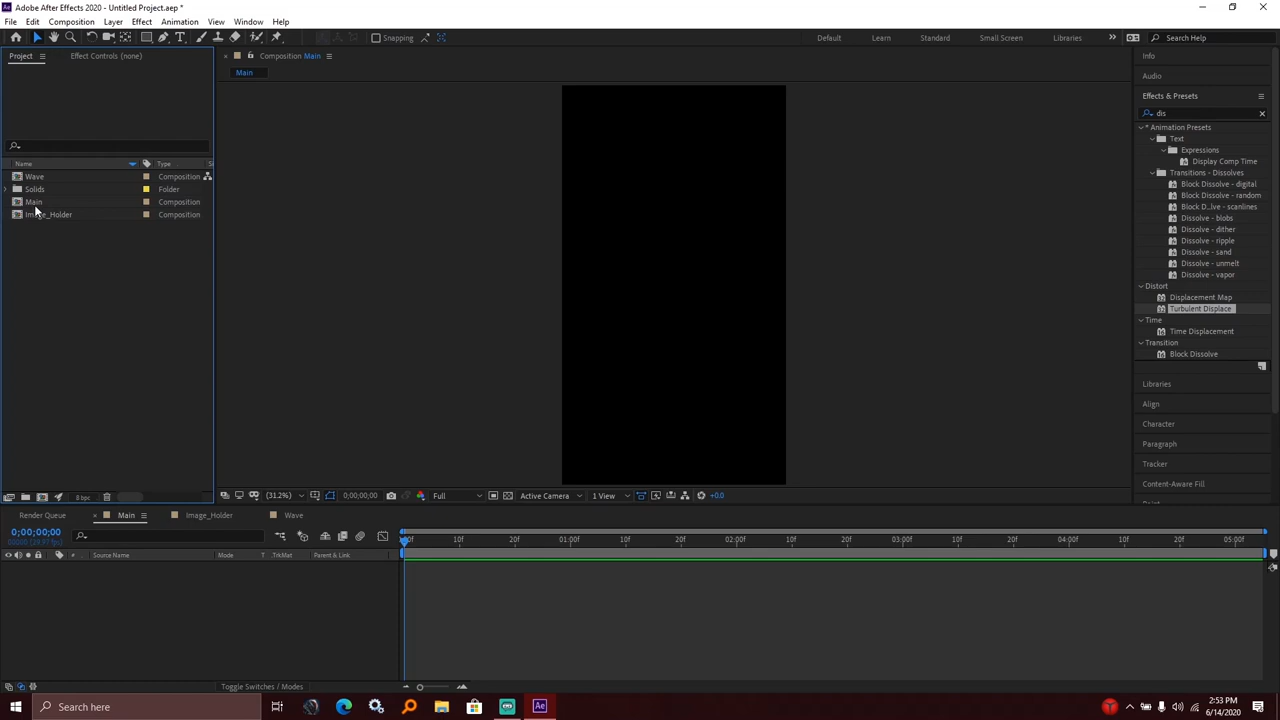 Adobe After Effects 2020 - Untitled Project.aep *
File Edit Composition Layer Effect Animation View Window Help
Snapping Default Learn Standard Small Screen Libraries Search Help
Project Effect Controls (none) Composition Main Info
Main
Audio
Effects & Presets
dis
* Animation Presets
Text
Expressions
Display Comp Time
Transitions - Dissolves
Block Dissolve - digital
Block Dissolve - random
Block D...lve - scanlines
Dissolve - blobs
Dissolve - dither
Dissolve - ripple
Dissolve - sand
Dissolve - unmelt
Dissolve - vapor
Distort
Displacement Map
Turbulent Displace
Time
Time Displacement
Transition
Block Dissolve
Name Type
Wave Composition
Solids Folder
Main Composition
Image_Holder Composition
Libraries
Align
Character
Paragraph
Tracker
Content-Aware Fill
8 bpc (31.2%) 0;00;00;00 Full Active Camera 1 View +0.0
Render Queue Main Image_Holder Wave
0;00;00;00
00000 (29.97 fps)
10f 20f 01:00f 10f 20f 02:00f 10f 20f 03:00f 10f 20f 04:00f 10f 20f 05:00f
# Source Name Mode T .TrkMat Parent & Link
Toggle Switches / Modes
Search here
2:53 PM
6/14/2020